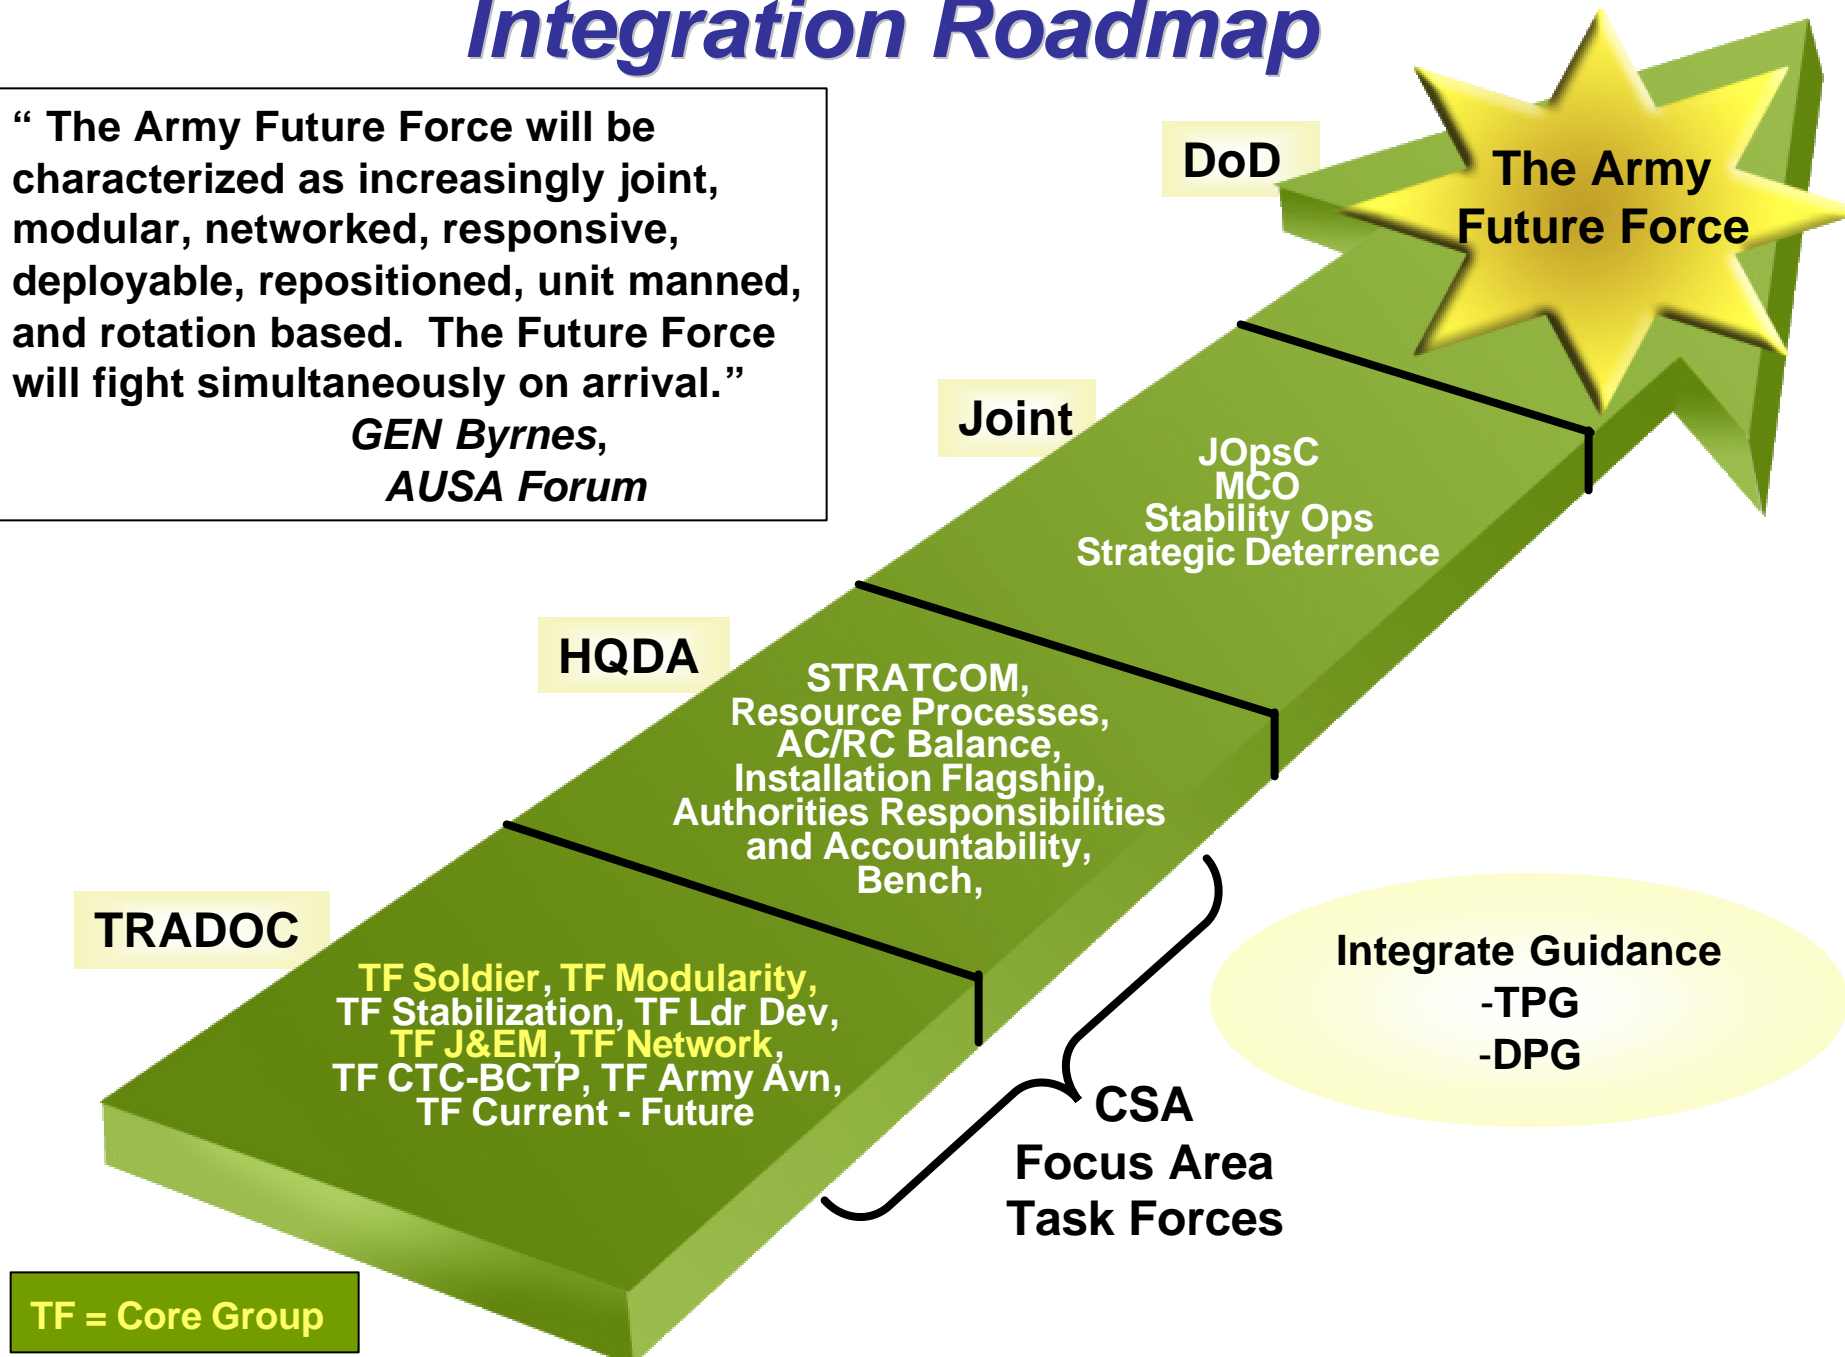 Integration Roadmap
“ The Army Future Force will be
characterized as increasingly joint,
modular, networked, responsive,
deployable, repositioned, unit manned,
and rotation based.  The Future Force
will fight simultaneously on arrival.”
GEN Byrnes,
AUSA Forum
DoD
The Army
Future Force
Joint
JOpsC
MCO
Stability Ops
Strategic Deterrence
HQDA
STRATCOM,
Resource Processes,
AC/RC Balance,
Installation Flagship,
Authorities Responsibilities
and Accountability,
Bench,
TRADOC
TF Soldier, TF Modularity,
TF Stabilization, TF Ldr Dev,
TF J&EM, TF Network,
TF CTC-BCTP, TF Army Avn,
TF Current - Future
CSA
Focus Area
Task Forces
Integrate Guidance
-TPG
-DPG
TF = Core Group